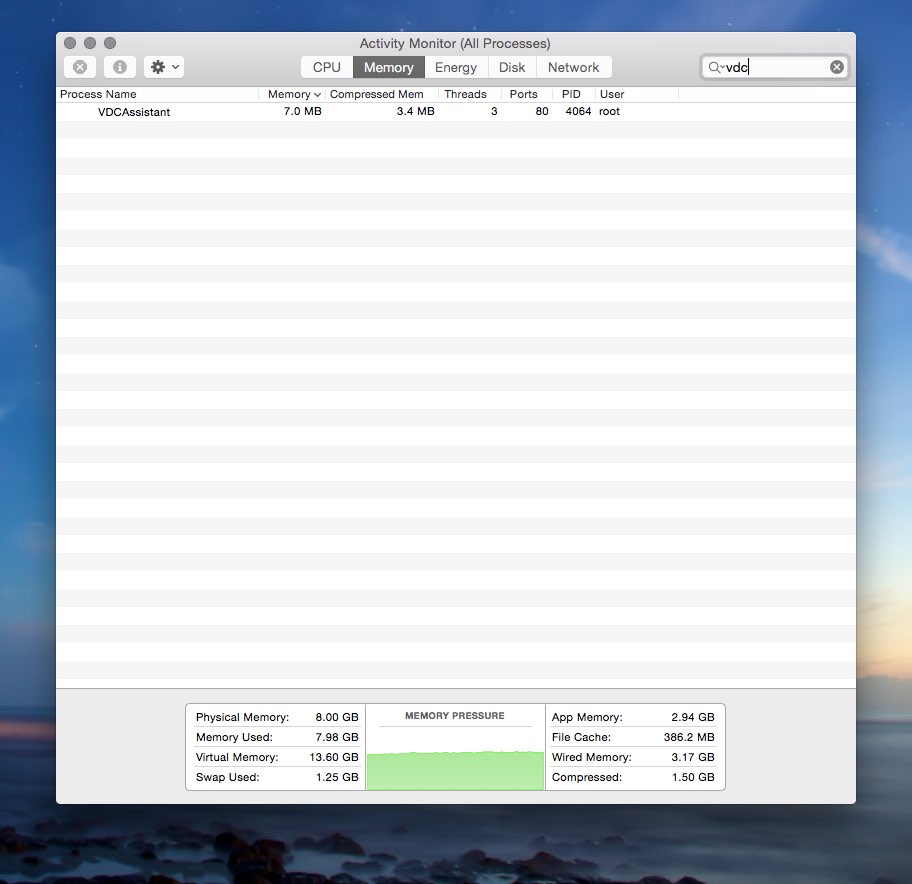 Activity Monitor (All Processes)
CPU Memory Energy Disk Network vdc
Process Name Memory Compressed Mem Threads Ports PID User
VDCAssistant 7.0 MB 3.4 MB 3 80 4064 root
Physical Memory: 8.00 GB
Memory Used: 7.98 GB
Virtual Memory: 13.60 GB
Swap Used: 1.25 GB
MEMORY PRESSURE
App Memory: 2.94 GB
File Cache: 386.2 MB
Wired Memory: 3.17 GB
Compressed: 1.50 GB